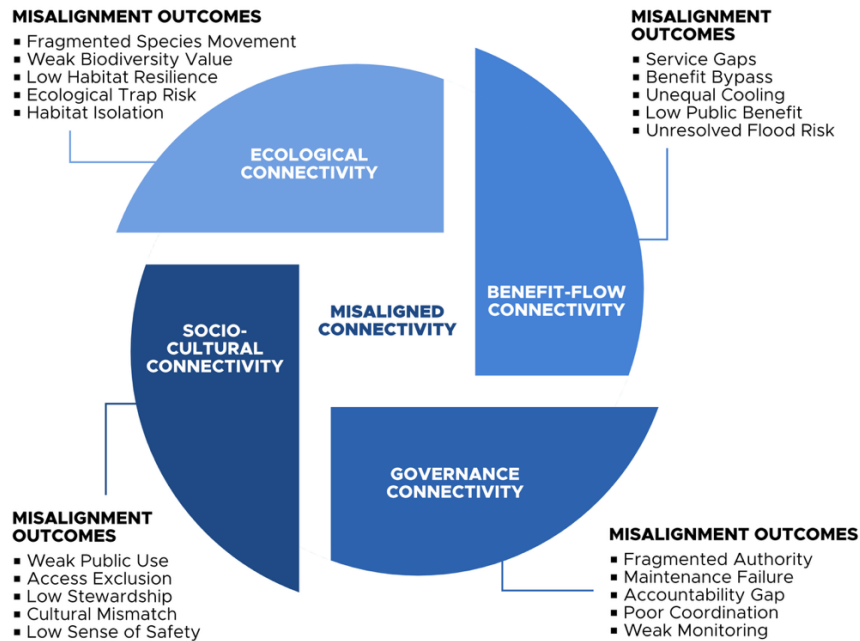 MISALIGNMENT OUTCOMES
▪ Fragmented Species Movement
▪ Weak Biodiversity Value
▪ Low Habitat Resilience
▪ Ecological Trap Risk
▪ Habitat Isolation
MISALIGNMENT
OUTCOMES
▪ Service Gaps
▪ Benefit Bypass
▪ Unequal Cooling
▪ Low Public Benefit
▪ Unresolved Flood Risk
ECOLOGICAL
CONNECTIVITY
BENEFIT-FLOW
CONNECTIVITY
MISALIGNED
CONNECTIVITY
SOCIO-
CULTURAL
CONNECTIVITY
GOVERNANCE
CONNECTIVITY
MISALIGNMENT
OUTCOMES
▪ Weak Public Use
▪ Access Exclusion
▪ Low Stewardship
▪ Cultural Mismatch
▪ Low Sense of Safety
MISALIGNMENT OUTCOMES
▪ Fragmented Authority
▪ Maintenance Failure
▪ Accountability Gap
▪ Poor Coordination
▪ Weak Monitoring